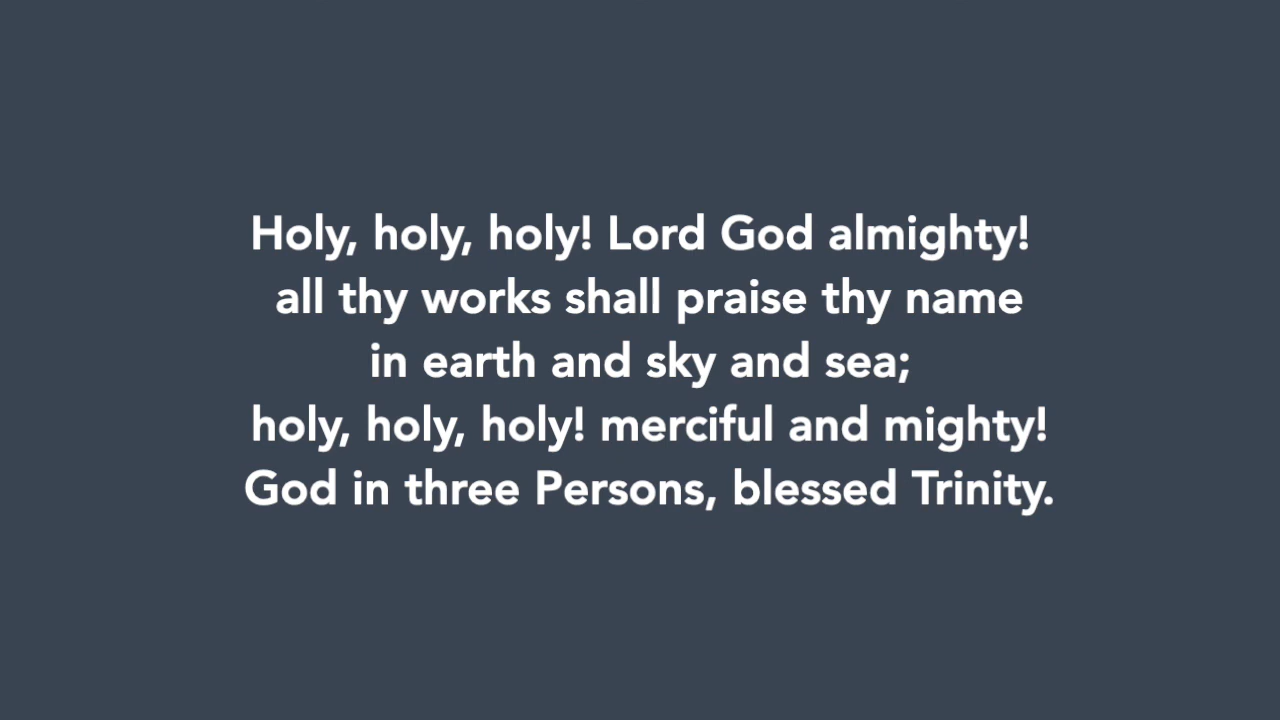 Holy, holy, holy! Lord God almighty!
all thy works shall praise thy name
in earth and sky and sea;
holy, holy, holy! merciful and mighty!
God in three Persons, blessed Trinity.